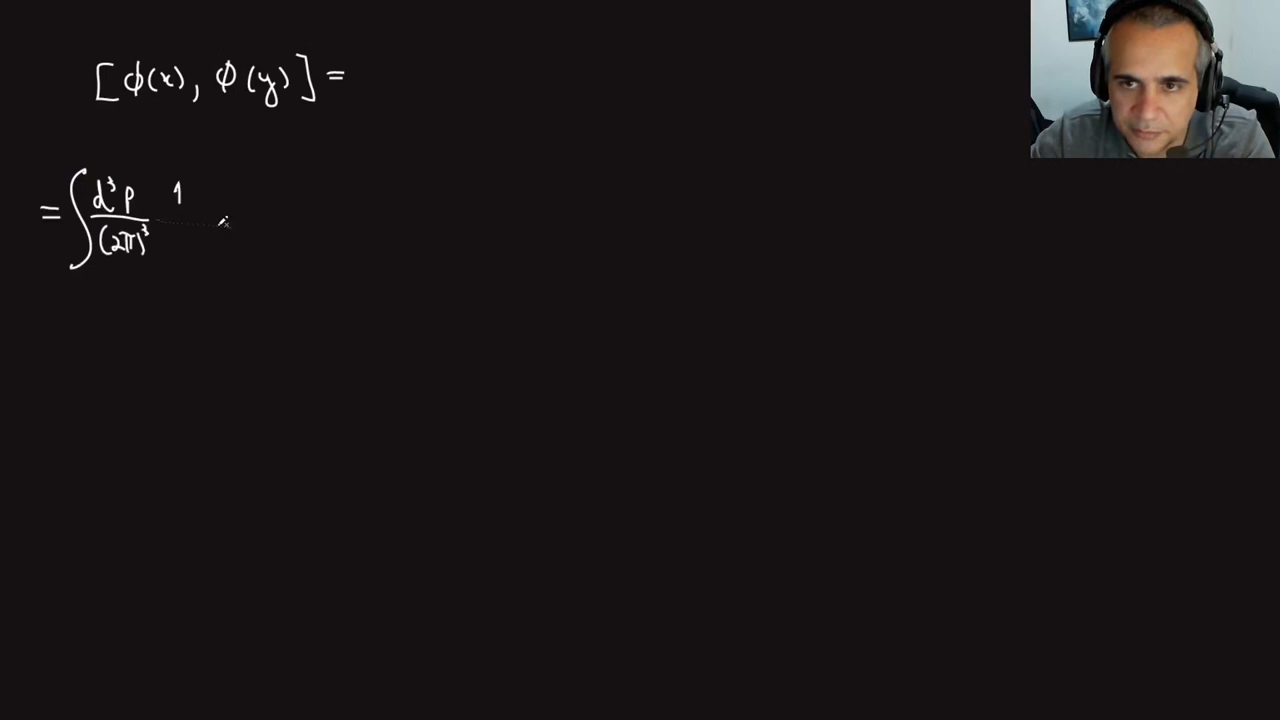 [ϕ(x), ϕ(y)] =
= ∫ d³p/(2π)³ 1